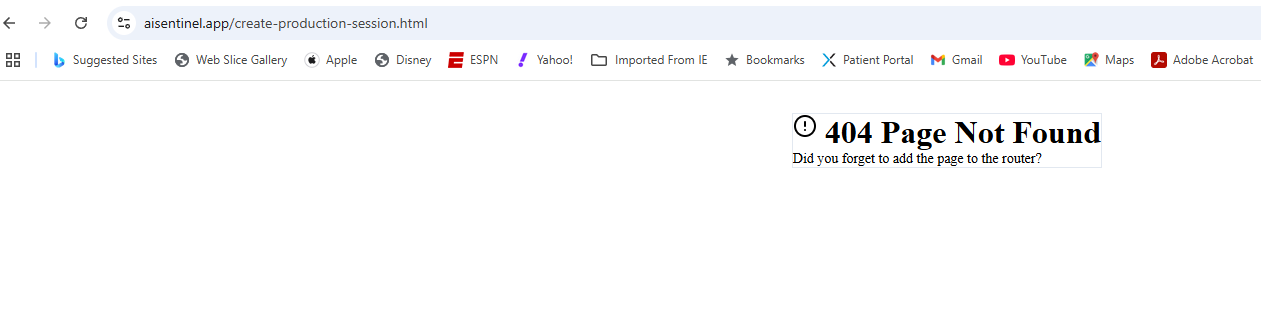 aisentinel.app/create-production-session.html
Suggested Sites Web Slice Gallery Apple Disney ESPN Yahoo! Imported From IE Bookmarks Patient Portal Gmail YouTube Maps Adobe Acrobat
404 Page Not Found
Did you forget to add the page to the router?